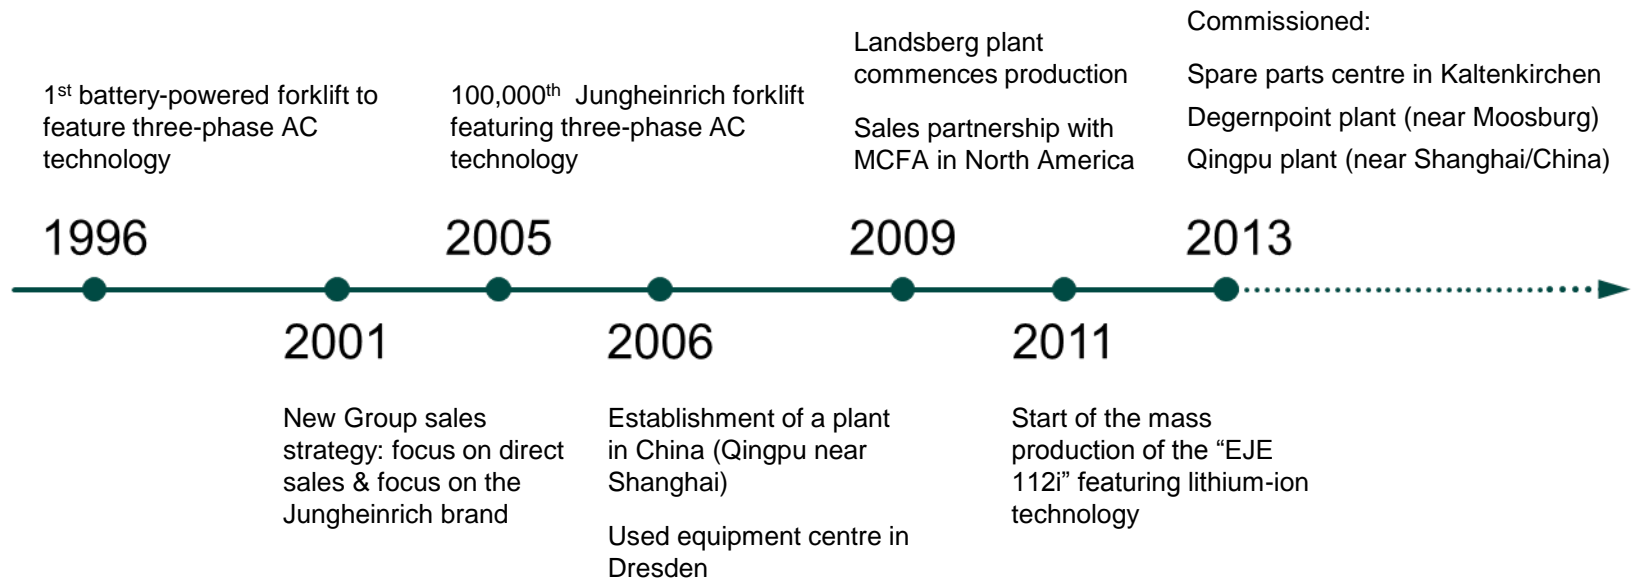 1st battery-powered forklift to
feature three-phase AC
technology
1996
New Group sales
strategy: focus on direct
sales & focus on the
Jungheinrich brand
2001
100,000th Jungheinrich forklift
featuring three-phase AC
technology
2005
2006
Establishment of a plant
in China (Qingpu near
Shanghai)
Used equipment centre in
Dresden
Landsberg plant
commences production
Sales partnership with
MCFA in North America
2009
2011
Start of the mass
production of the “EJE
112i” featuring lithium-ion
technology
Commissioned:
Spare parts centre in Kaltenkirchen
Degernpoint plant (near Moosburg)
Qingpu plant (near Shanghai/China)
2013